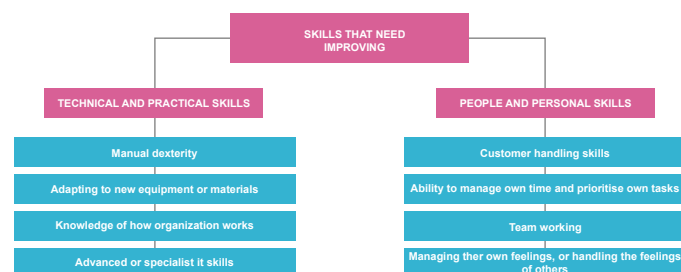 SKILLS THAT NEED
IMPROVING
TECHNICAL AND PRACTICAL SKILLS
Manual dexterity
Adapting to new equipment or materials
Knowledge of how organization works
Advanced or specialist it skills
PEOPLE AND PERSONAL SKILLS
Customer handling skills
Ability to manage own time and prioritise own tasks
Team working
Managing ther own feelings, or handling the feelings
of others